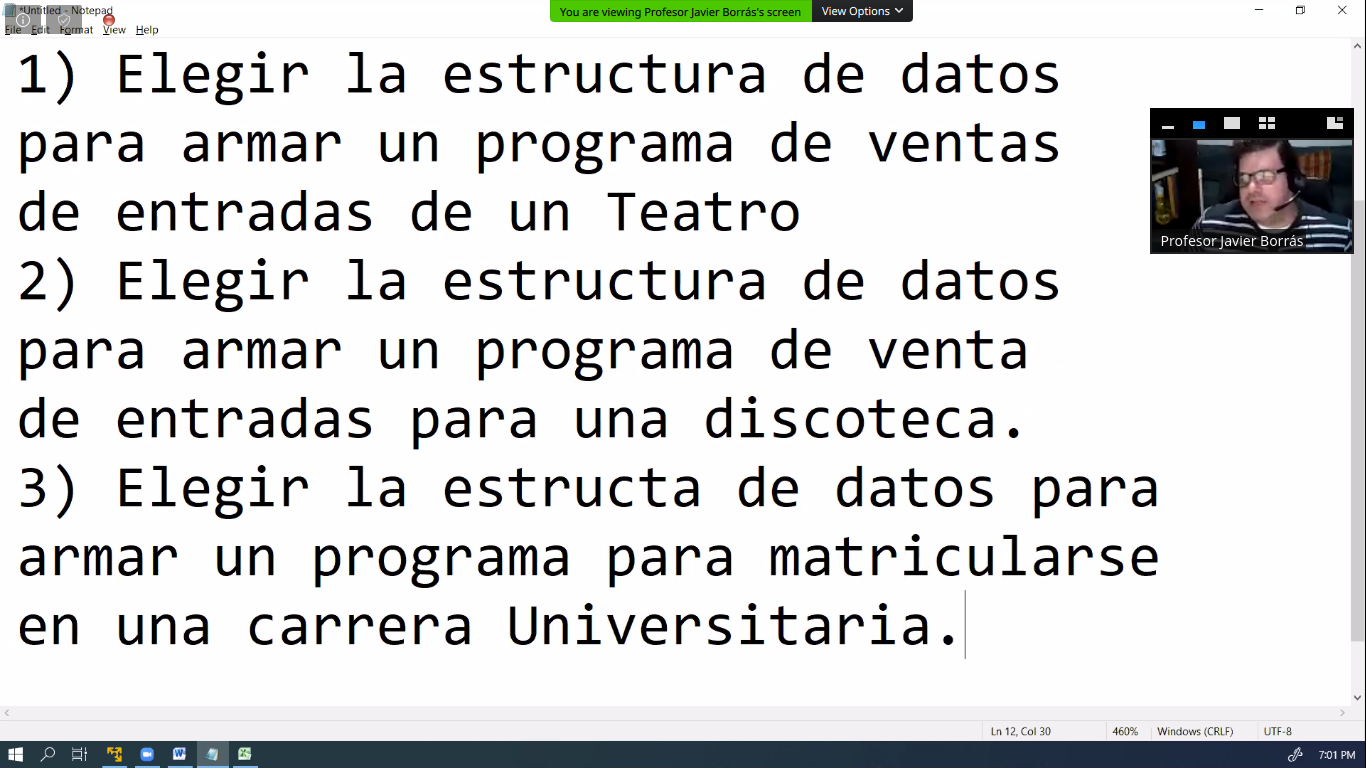 *Untitled - Notepad
You are viewing Profesor Javier Borrás's screen
View Options
File Edit Format View Help
1) Elegir la estructura de datos
para armar un programa de ventas
de entradas de un Teatro
2) Elegir la estructura de datos
para armar un programa de venta
de entradas para una discoteca.
3) Elegir la estructa de datos para
armar un programa para matricularse
en una carrera Universitaria.
Profesor Javier Borrás
Ln 12, Col 30
460%
Windows (CRLF)
UTF-8
7:01 PM